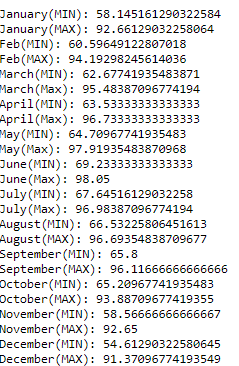 January(MIN): 58.145161290322584
January(MAX): 92.66129032258064
Feb(MIN): 60.59649122807018
Feb(MAX): 94.19298245614036
March(MIN): 62.67741935483871
March(Max): 95.48387096774194
April(MIN): 63.53333333333333
April(Max): 96.73333333333333
May(MIN): 64.70967741935483
May(MAX): 97.91935483870968
June(MIN): 69.23333333333333
June(Max): 98.05
July(MIN): 67.64516129032258
July(Max): 96.98387096774194
August(MIN): 66.53225806451613
August(MAX): 96.69354838709677
September(MIN): 65.8
September(MAX): 96.11666666666666
October(MIN): 65.20967741935483
October(MAX): 93.88709677419355
November(MIN): 58.56666666666667
November(MAX): 92.65
December(MIN): 54.61290322580645
December(MAX): 91.37096774193549